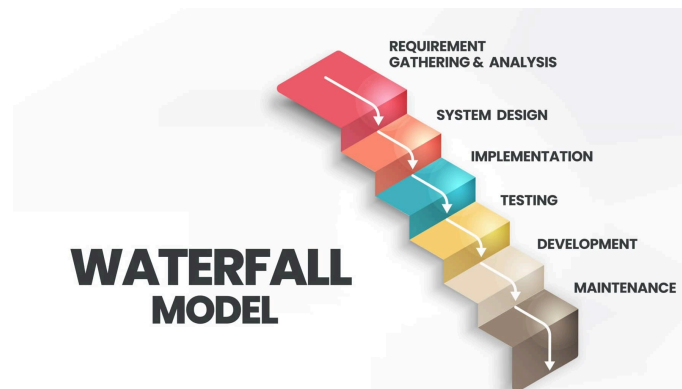 REQUIREMENT
GATHERING & ANALYSIS
SYSTEM DESIGN
IMPLEMENTATION
TESTING
DEVELOPMENT
MAINTENANCE
WATERFALL
MODEL